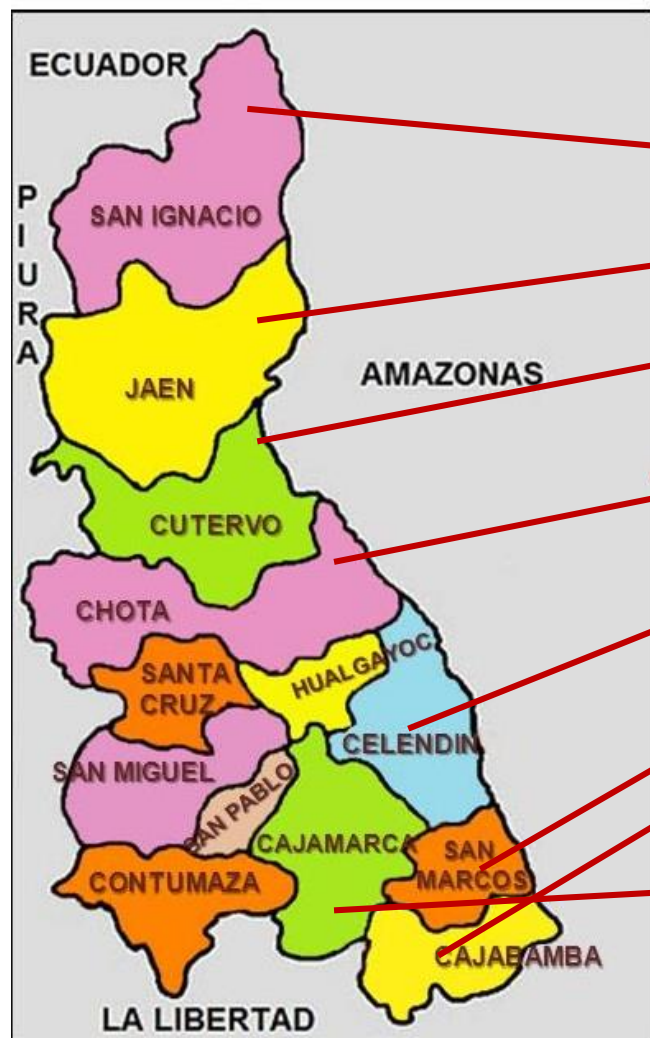 ECUADOR
PIURA
SAN IGNACIO
AMAZONAS
JAEN
CUTERVO
CHOTA
SANTA
CRUZ
HUALGAYOC
CELENDIN
SAN MIGUEL
SAN PABLO
CAJAMARCA
SAN
MARCOS
CONTUMAZA
CAJABAMBA
LA LIBERTAD